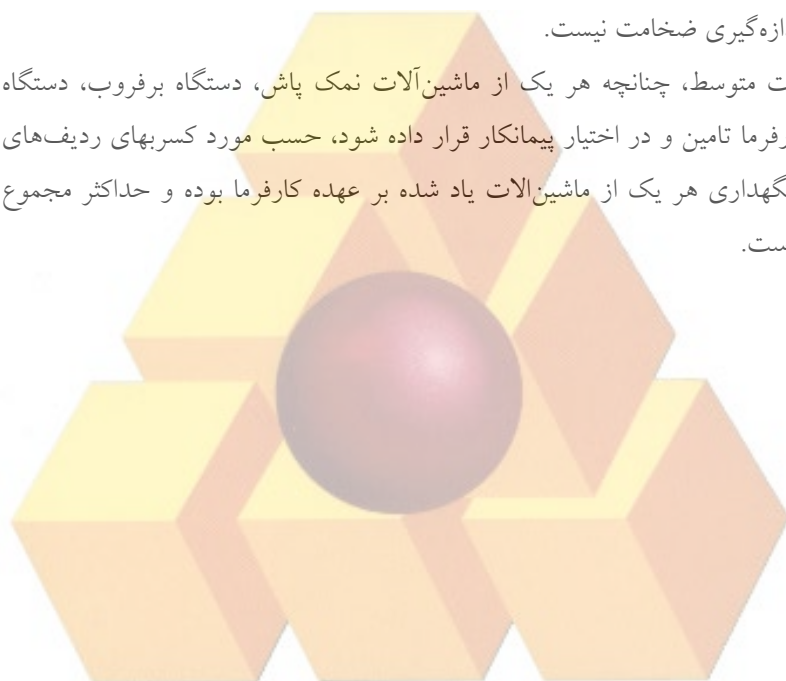 ازه‌گیری ضخامت نیست.
ت متوسط، چنانچه هر یک از ماشین‌آلات نمک پاش، دستگاه برفروب، دستگاه
رفرما تامین و در اختیار پیمانکار قرار داده شود، حسب مورد کسربهای ردیف‌های
گهداری هر یک از ماشین‌الات یاد شده بر عهده کارفرما بوده و حداکثر مجموع
ست.